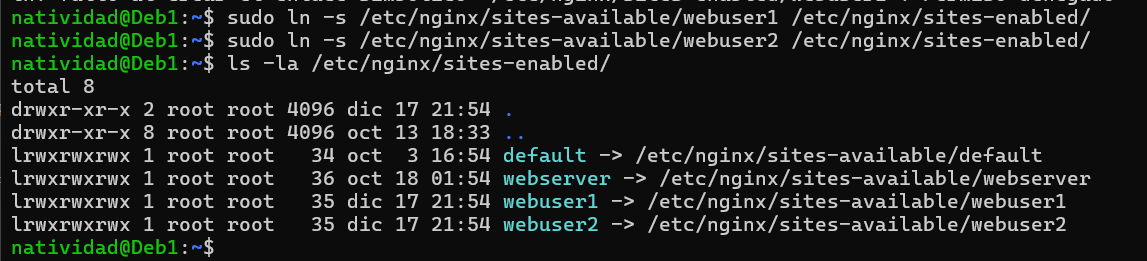 natividad@Deb1:~$ sudo ln -s /etc/nginx/sites-available/webuser1 /etc/nginx/sites-enabled/
natividad@Deb1:~$ sudo ln -s /etc/nginx/sites-available/webuser2 /etc/nginx/sites-enabled/
natividad@Deb1:~$ ls -la /etc/nginx/sites-enabled/
total 8
drwxr-xr-x 2 root root 4096 dic 17 21:54 .
drwxr-xr-x 8 root root 4096 oct 13 18:33 ..
lrwxrwxrwx 1 root root   34 oct  3 16:54 default -> /etc/nginx/sites-available/default
lrwxrwxrwx 1 root root   36 oct 18 01:54 webserver -> /etc/nginx/sites-available/webserver
lrwxrwxrwx 1 root root   35 dic 17 21:54 webuser1 -> /etc/nginx/sites-available/webuser1
lrwxrwxrwx 1 root root   35 dic 17 21:54 webuser2 -> /etc/nginx/sites-available/webuser2
natividad@Deb1:~$